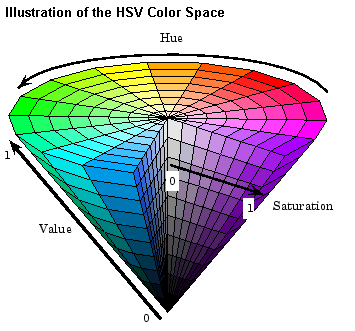 Illustration of the HSV Color Space
Hue
1
0
Saturation
1
Value
0